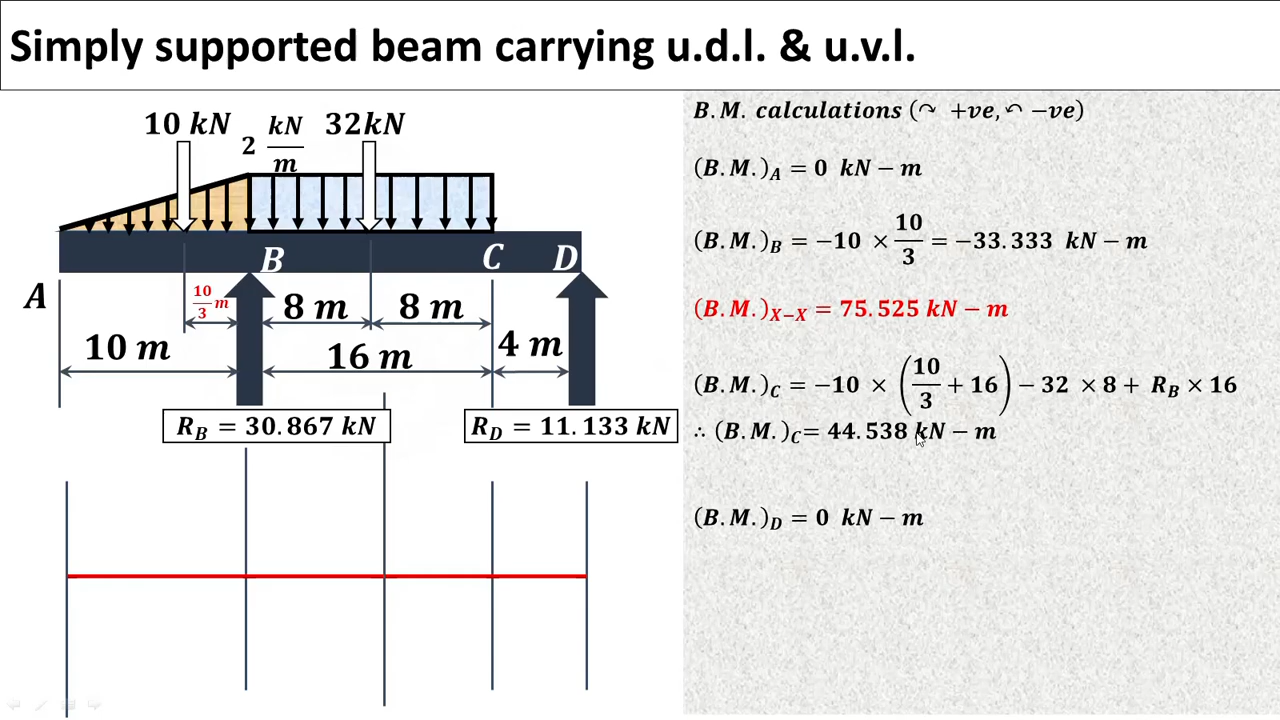 Simply supported beam carrying u.d.l. & u.v.l.
10 kN
2 kN/m
32kN
A
B
C
D
10/3 m
8 m
8 m
10 m
16 m
4 m
R_B = 30.867 kN
R_D = 11.133 kN
B.M. calculations (↷ +ve, ↶ −ve)
(B.M.)_A = 0 kN − m
(B.M.)_B = −10 × 10/3 = −33.333 kN − m
(B.M.)_X−X = 75.525 kN − m
(B.M.)_C = −10 × (10/3 + 16) − 32 × 8 + R_B × 16
∴ (B.M.)_C = 44.538 kN − m
(B.M.)_D = 0 kN − m